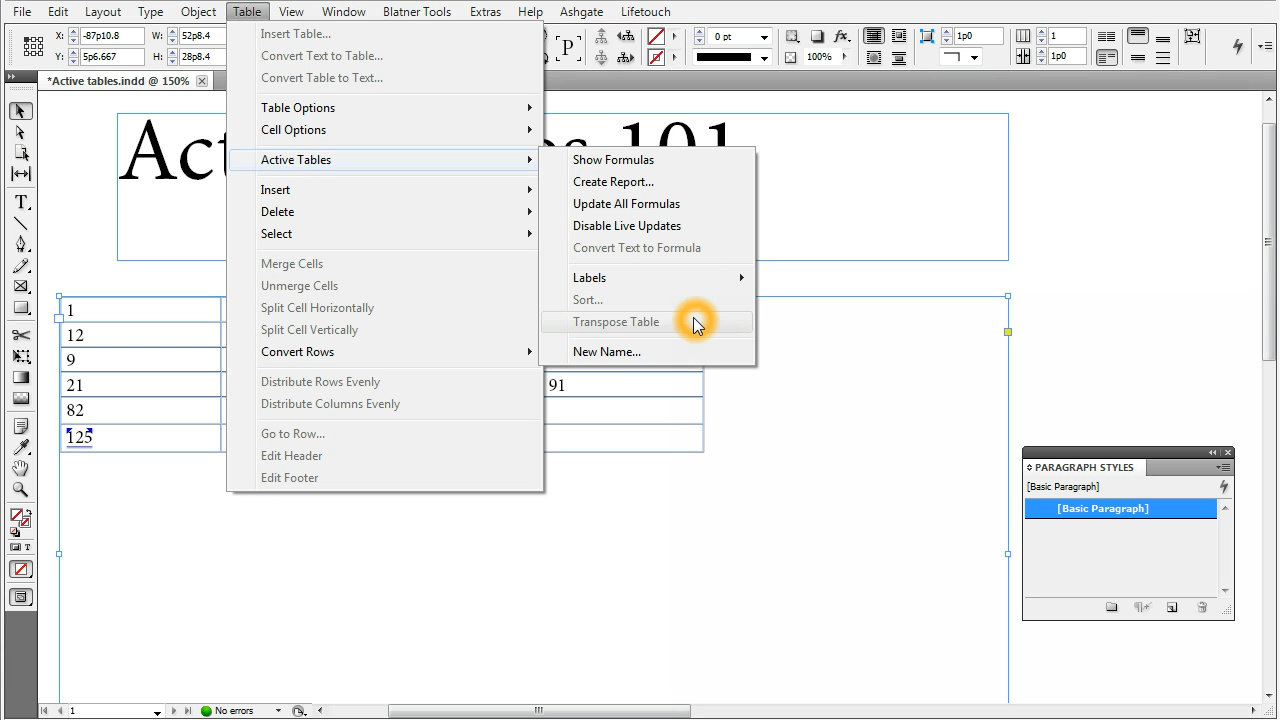 File Edit Layout Type Object Table View Window Blatner Tools Extras Help Ashgate Lifetouch
X: -87p10.8 W: 52p8.4 0 pt fx. 1p0 1
Y: 5p6.667 H: 28p8.4 P 100% 1p0
*Active tables.indd @ 150%
Insert Table...
Convert Text to Table...
Convert Table to Text...
Table Options
Cell Options
Active Tables
Insert
Delete
Select
Merge Cells
Unmerge Cells
Split Cell Horizontally
Split Cell Vertically
Convert Rows
Distribute Rows Evenly
Distribute Columns Evenly
Go to Row...
Edit Header
Edit Footer
Show Formulas
Create Report...
Update All Formulas
Disable Live Updates
Convert Text to Formula
Labels
Sort...
Transpose Table
New Name...
1
12
9
21 91
82
125
PARAGRAPH STYLES
[Basic Paragraph]
[Basic Paragraph]
1 No errors